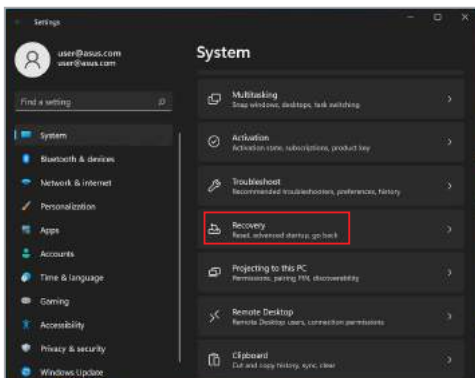 Settings
user@asus.com
user@asus.com
Find a setting
System
Bluetooth & devices
Network & internet
Personalization
Apps
Accounts
Time & language
Gaming
Accessibility
Privacy & security
Windows Update
System
Multitasking
Snap windows, desktops, task switching
Activation
Activation state, subscriptions, product key
Troubleshoot
Recommended troubleshooters, preferences, history
Recovery
Reset, advanced startup, go back
Projecting to this PC
Permissions, pairing PIN, discoverability
Remote Desktop
Remote Desktop users, connection permissions
Clipboard
Cut and copy history, sync, clear